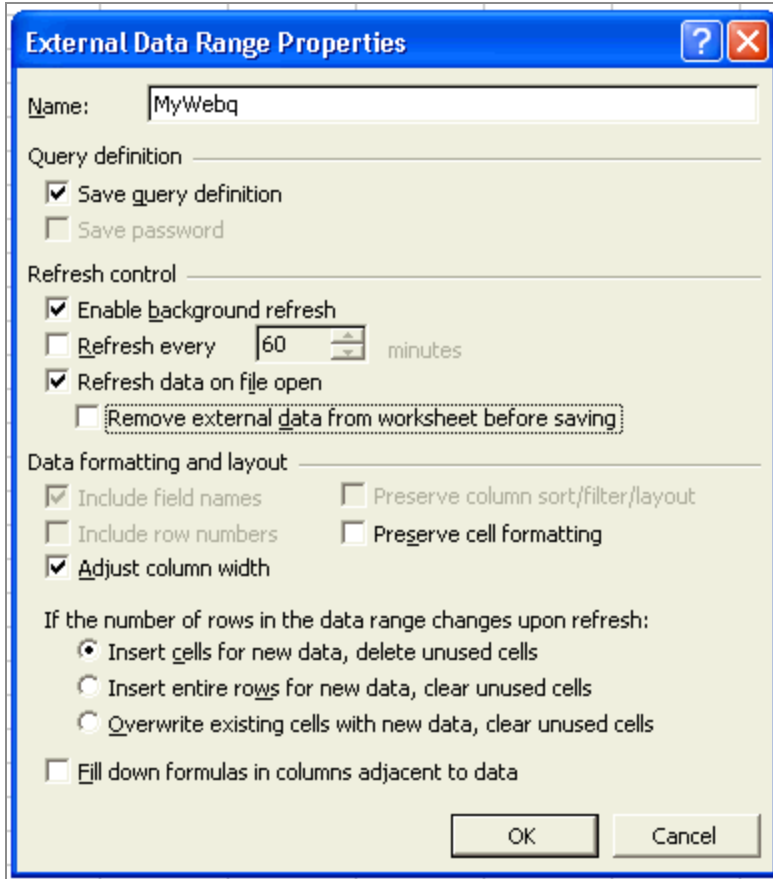 External Data Range Properties
Name: MyWebq
Query definition
Save query definition
Save password
Refresh control
Enable background refresh
Refresh every 60 minutes
Refresh data on file open
Remove external data from worksheet before saving
Data formatting and layout
Include field names Preserve column sort/filter/layout
Include row numbers Preserve cell formatting
Adjust column width
If the number of rows in the data range changes upon refresh:
Insert cells for new data, delete unused cells
Insert entire rows for new data, clear unused cells
Overwrite existing cells with new data, clear unused cells
Fill down formulas in columns adjacent to data
OK Cancel